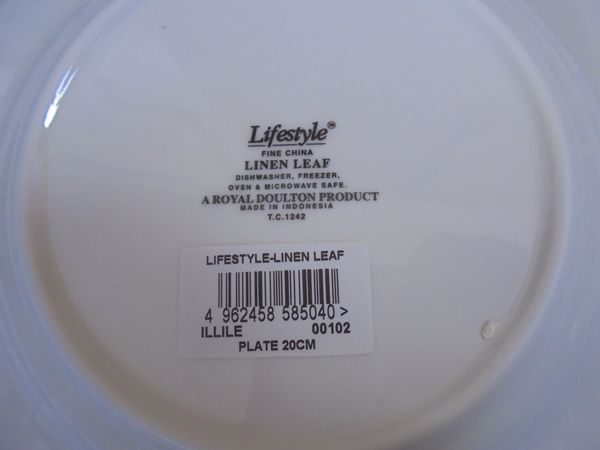 Lifestyle
FINE CHINA
LINEN LEAF
DISHWASHER, FREEZER,
OVEN & MICROWAVE SAFE.
A ROYAL DOULTON PRODUCT
MADE IN INDONESIA
T.C.1242
LIFESTYLE-LINEN LEAF
4 962458 585040 >
ILLILE 00102
PLATE 20CM